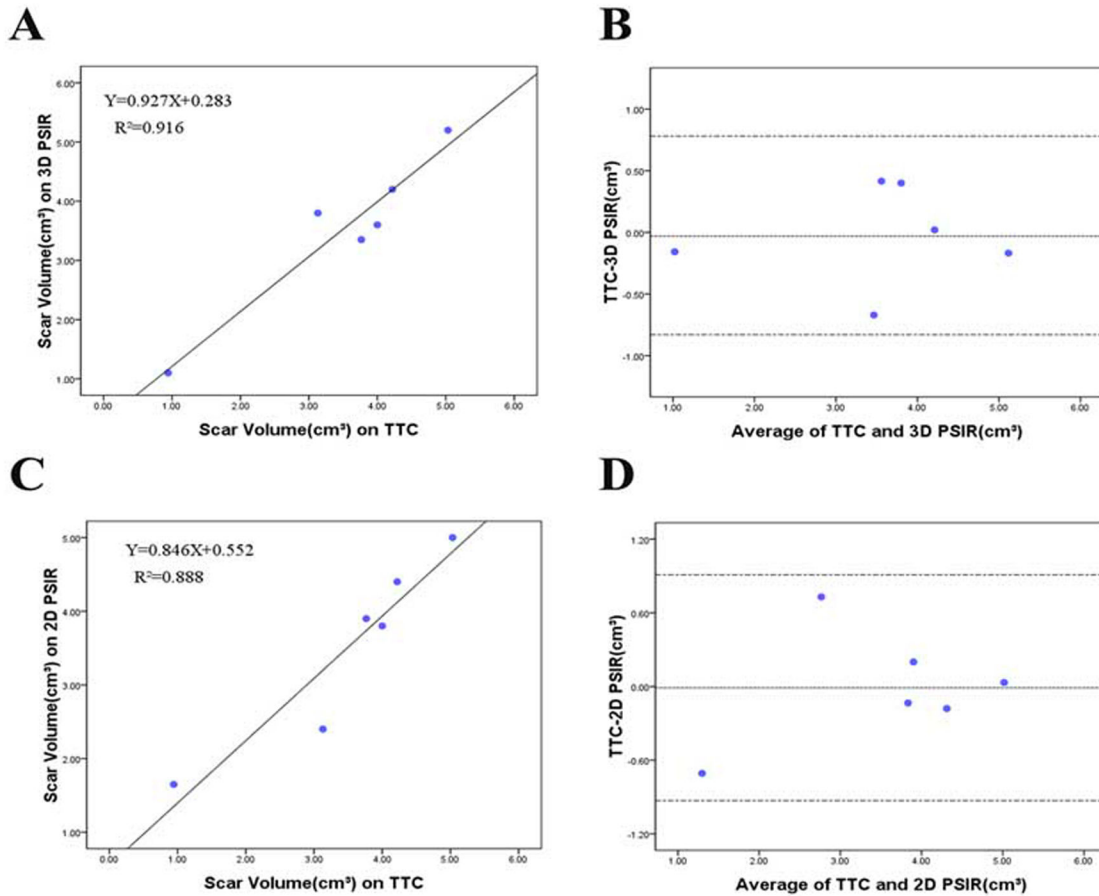 A
B
Y=0.927X+0.283
R²=0.916
Scar Volume(cm³) on 3D PSIR
6.00
5.00
4.00
3.00
2.00
1.00
0.00 1.00 2.00 3.00 4.00 5.00 6.00
Scar Volume(cm³) on TTC
TTC-3D PSIR(cm³)
1.00
0.50
0.00
-0.50
-1.00
1.00 2.00 3.00 4.00 5.00 6.00
Average of TTC and 3D PSIR(cm³)
C
D
Y=0.846X+0.552
R²=0.888
Scar Volume(cm³) on 2D PSIR
5.00
4.00
3.00
2.00
1.00
0.00 1.00 2.00 3.00 4.00 5.00 6.00
Scar Volume(cm³) on TTC
TTC-2D PSIR(cm³)
1.20
0.60
0.00
-0.60
-1.20
1.00 2.00 3.00 4.00 5.00 6.00
Average of TTC and 2D PSIR(cm³)